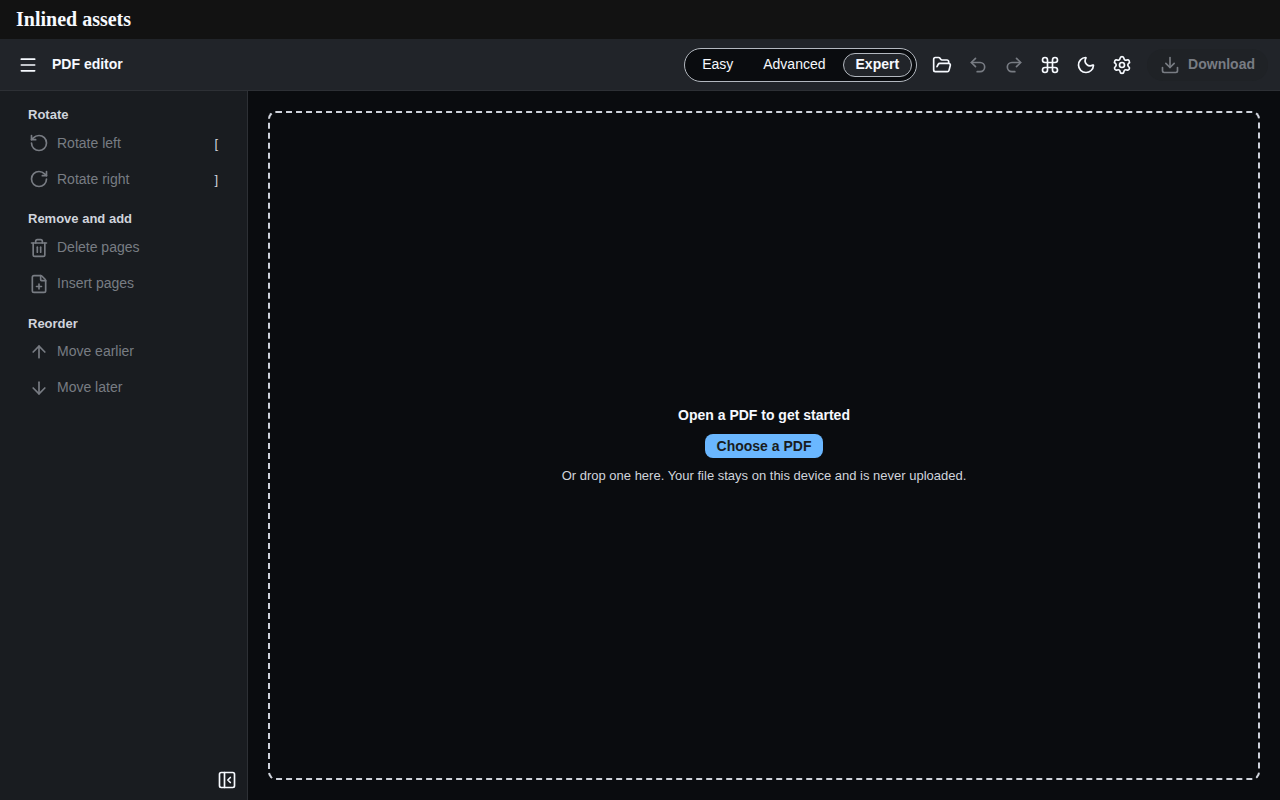 Inlined assets
PDF editor
Easy Advanced Expert
Download
Rotate
Rotate left [
Rotate right ]
Remove and add
Delete pages
Insert pages
Reorder
Move earlier
Move later
Open a PDF to get started
Choose a PDF
Or drop one here. Your file stays on this device and is never uploaded.